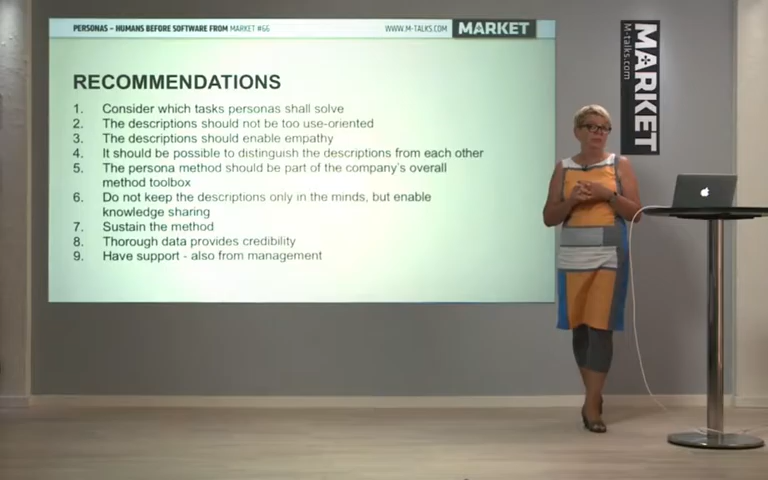 PERSONAS – HUMANS BEFORE SOFTWARE FROM MARKET #66
WWW.M-TALKS.COM
MARKET
RECOMMENDATIONS
1. Consider which tasks personas shall solve
2. The descriptions should not be too use-oriented
3. The descriptions should enable empathy
4. It should be possible to distinguish the descriptions from each other
5. The persona method should be part of the company's overall
method toolbox
6. Do not keep the descriptions only in the minds, but enable
knowledge sharing
7. Sustain the method
8. Thorough data provides credibility
9. Have support - also from management
MARKET
M-talks.com